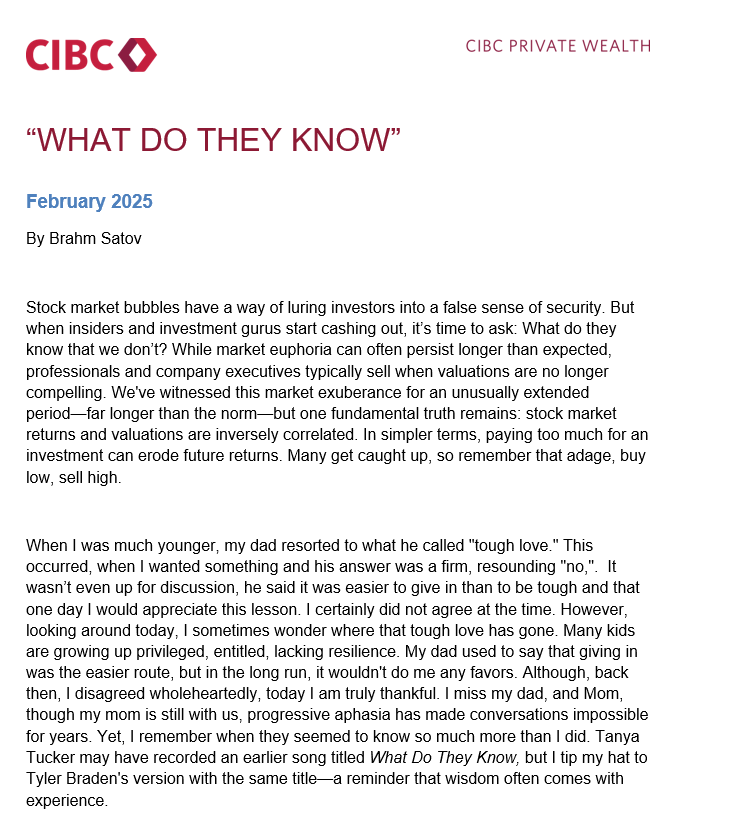 CIBC
CIBC PRIVATE WEALTH
“WHAT DO THEY KNOW”
February 2025
By Brahm Satov
Stock market bubbles have a way of luring investors into a false sense of security. But
when insiders and investment gurus start cashing out, it’s time to ask: What do they
know that we don’t? While market euphoria can often persist longer than expected,
professionals and company executives typically sell when valuations are no longer
compelling. We've witnessed this market exuberance for an unusually extended
period—far longer than the norm—but one fundamental truth remains: stock market
returns and valuations are inversely correlated. In simpler terms, paying too much for an
investment can erode future returns. Many get caught up, so remember that adage, buy
low, sell high.
When I was much younger, my dad resorted to what he called "tough love." This
occurred, when I wanted something and his answer was a firm, resounding "no,".  It
wasn’t even up for discussion, he said it was easier to give in than to be tough and that
one day I would appreciate this lesson. I certainly did not agree at the time. However,
looking around today, I sometimes wonder where that tough love has gone. Many kids
are growing up privileged, entitled, lacking resilience. My dad used to say that giving in
was the easier route, but in the long run, it wouldn't do me any favors. Although, back
then, I disagreed wholeheartedly, today I am truly thankful. I miss my dad, and Mom,
though my mom is still with us, progressive aphasia has made conversations impossible
for years. Yet, I remember when they seemed to know so much more than I did. Tanya
Tucker may have recorded an earlier song titled What Do They Know, but I tip my hat to
Tyler Braden's version with the same title—a reminder that wisdom often comes with
experience.